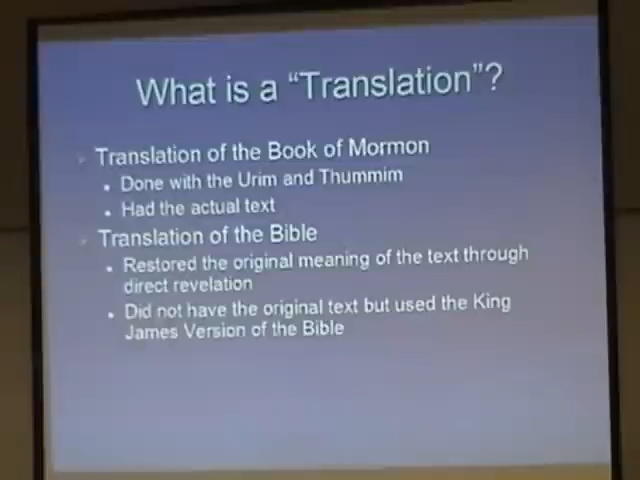 What is a “Translation”?
Translation of the Book of Mormon
Done with the Urim and Thummim
Had the actual text
Translation of the Bible
Restored the original meaning of the text through
direct revelation
Did not have the original text but used the King
James Version of the Bible